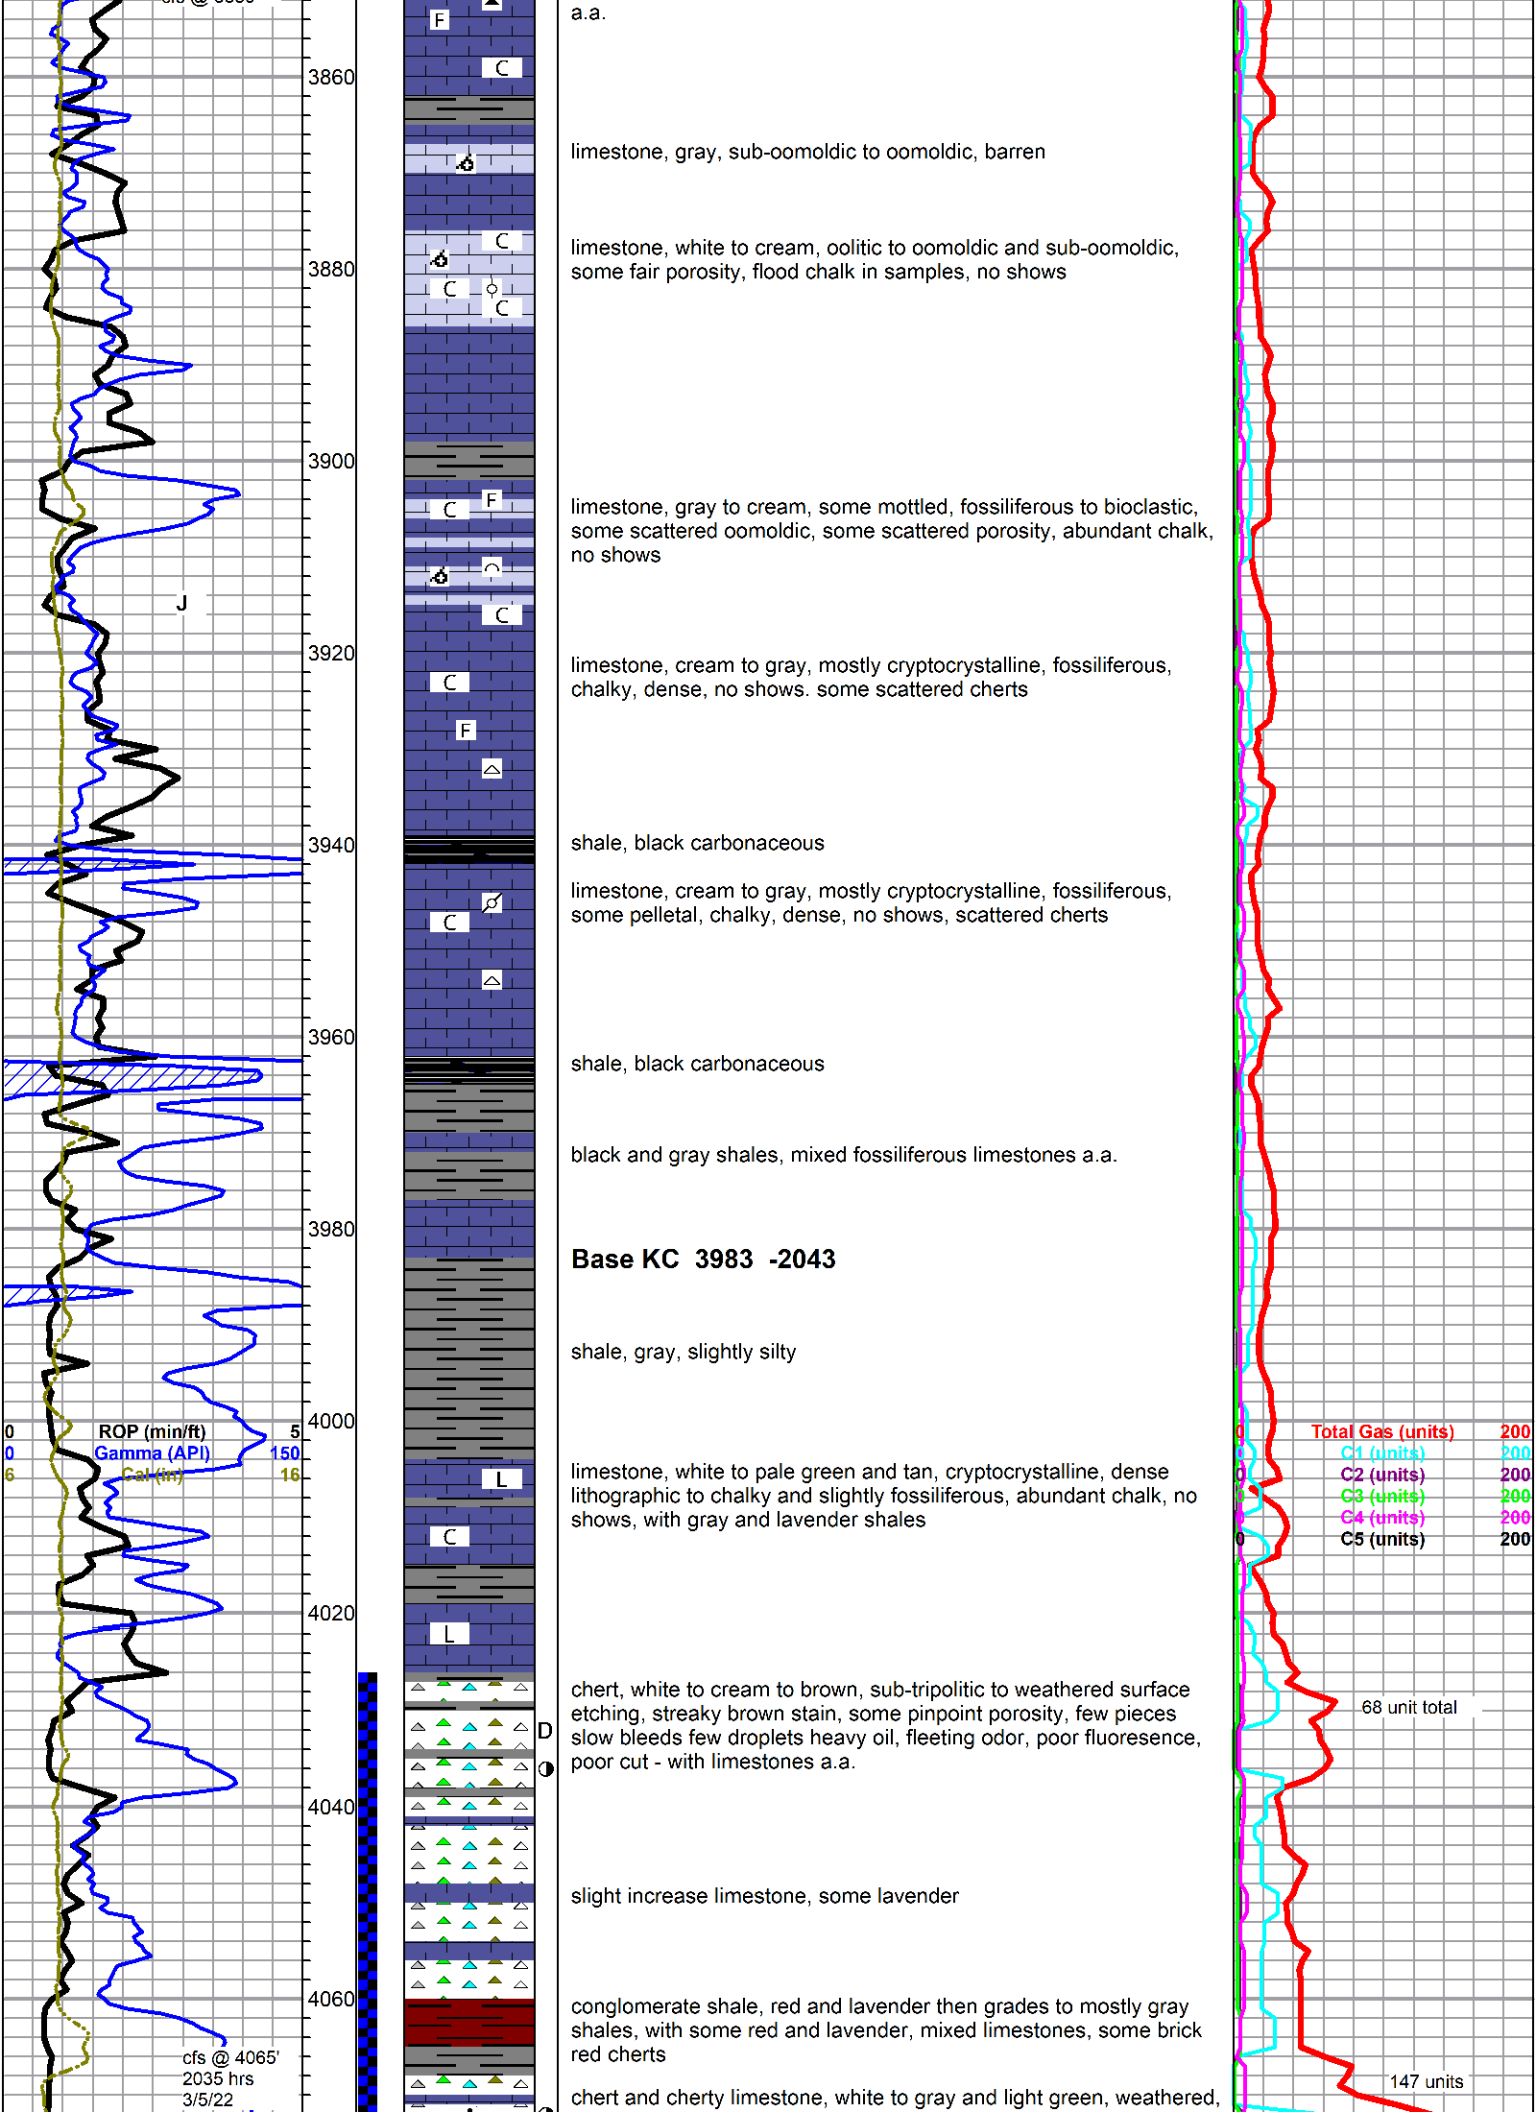 a.a.
F
C
3860
limestone, gray, sub-oomoldic to oomoldic, barren
C
limestone, white to cream, oolitic to oomoldic and sub-oomoldic,
some fair porosity, flood chalk in samples, no shows
3880
C
C
3900
F
C
limestone, gray to cream, some mottled, fossiliferous to bioclastic,
some scattered oomoldic, some scattered porosity, abundant chalk,
no shows
J
C
3920
limestone, cream to gray, mostly cryptocrystalline, fossiliferous,
chalky, dense, no shows. some scattered cherts
C
F
3940
shale, black carbonaceous
limestone, cream to gray, mostly cryptocrystalline, fossiliferous,
some pelletal, chalky, dense, no shows, scattered cherts
C
3960
shale, black carbonaceous
black and gray shales, mixed fossiliferous limestones a.a.
3980
Base KC 3983 -2043
shale, gray, slightly silty
4000
0 ROP (min/ft) 5
0 Gamma (API) 150
6 Cal (in) 16
0 Total Gas (units) 200
0 C1 (units) 200
0 C2 (units) 200
0 C3 (units) 200
0 C4 (units) 200
0 C5 (units) 200
L
limestone, white to pale green and tan, cryptocrystalline, dense
lithographic to chalky and slightly fossiliferous, abundant chalk, no
shows, with gray and lavender shales
C
4020
L
chert, white to cream to brown, sub-tripolitic to weathered surface
etching, streaky brown stain, some pinpoint porosity, few pieces
slow bleeds few droplets heavy oil, fleeting odor, poor fluoresence,
poor cut - with limestones a.a.
68 unit total
D
4040
slight increase limestone, some lavender
4060
conglomerate shale, red and lavender then grades to mostly gray
shales, with some red and lavender, mixed limestones, some brick
red cherts
cfs @ 4065'
2035 hrs
3/5/22
147 units
chert and cherty limestone, white to gray and light green, weathered,